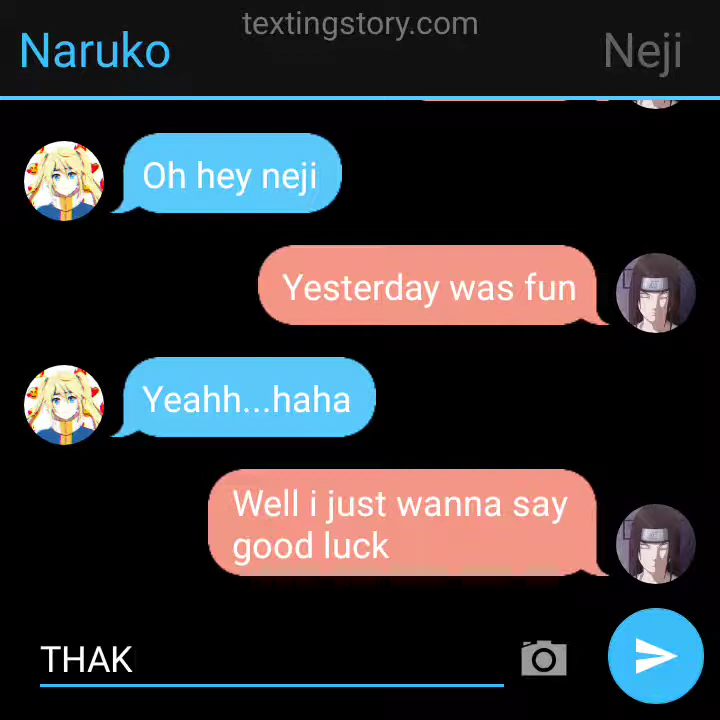 textingstory.com
Naruko
Neji
Oh hey neji
Yesterday was fun
Yeahh...haha
Well i just wanna say
good luck
THAK